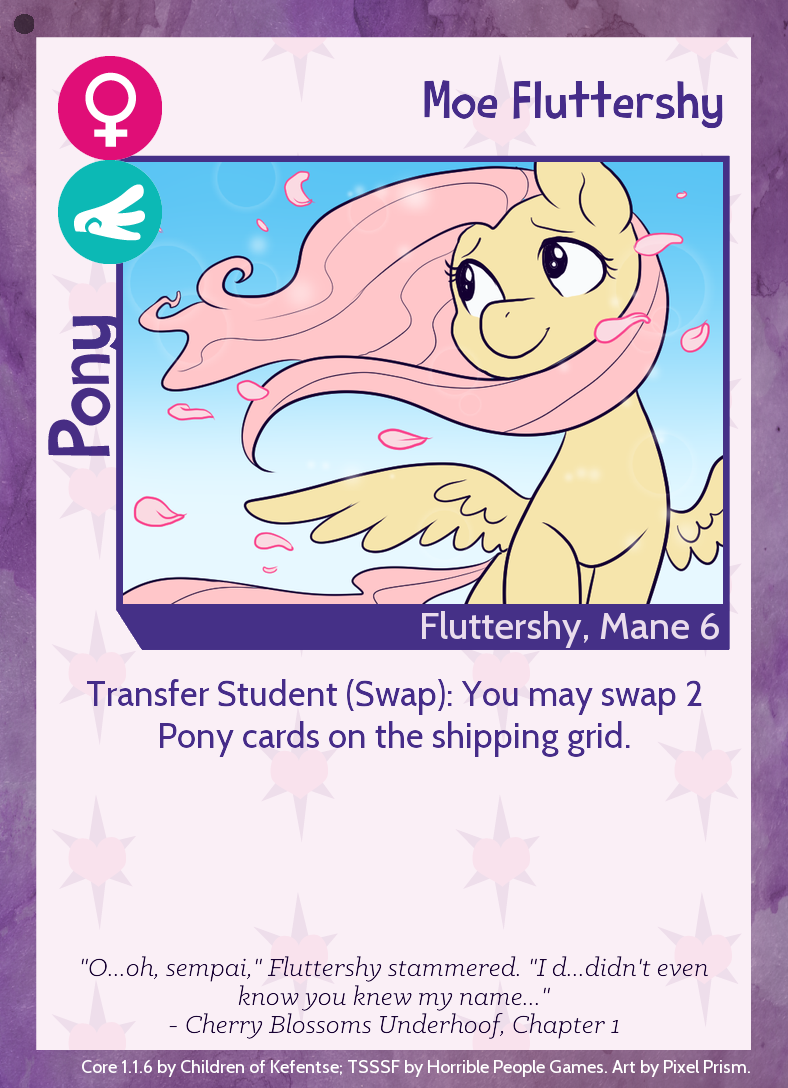 Moe Fluttershy
Pony
Fluttershy, Mane 6
Transfer Student (Swap): You may swap 2
Pony cards on the shipping grid.
"O...oh, sempai," Fluttershy stammered. "I d...didn't even
know you knew my name..."
- Cherry Blossoms Underhoof, Chapter 1
Core 1.1.6 by Children of Kefentse; TSSSF by Horrible People Games. Art by Pixel Prism.